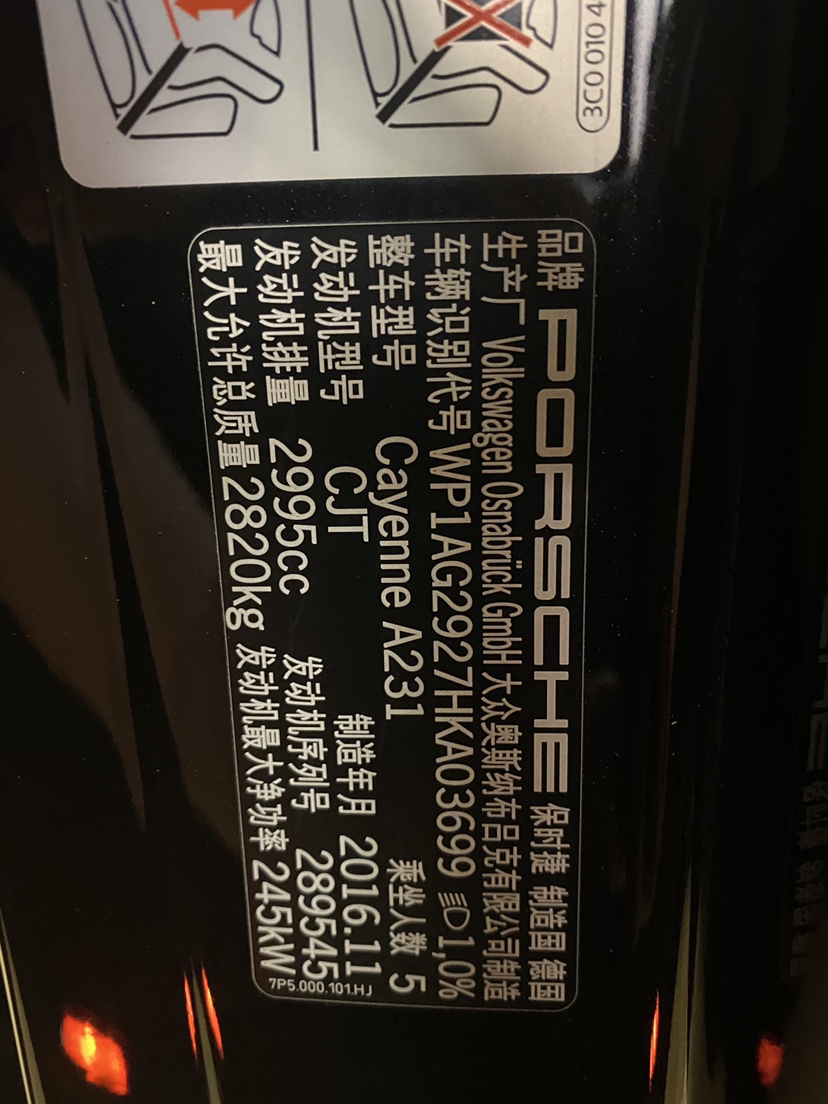 3C0 010 4
品牌 PORSCHE 保时捷 制造国 德国
生产厂 Volkswagen Osnabrück GmbH 大众奥斯纳布吕克有限公司制造
车辆识别代号 WP1AG2927HKA03699 1,0%
整车型号 Cayenne A231 乘坐人数 5
发动机型号 CJT 制造年月 2016.11
发动机排量 2995cc 发动机序列号 289545
最大允许总质量 2820kg 发动机最大净功率 245kW
7P5.000.101.HJ